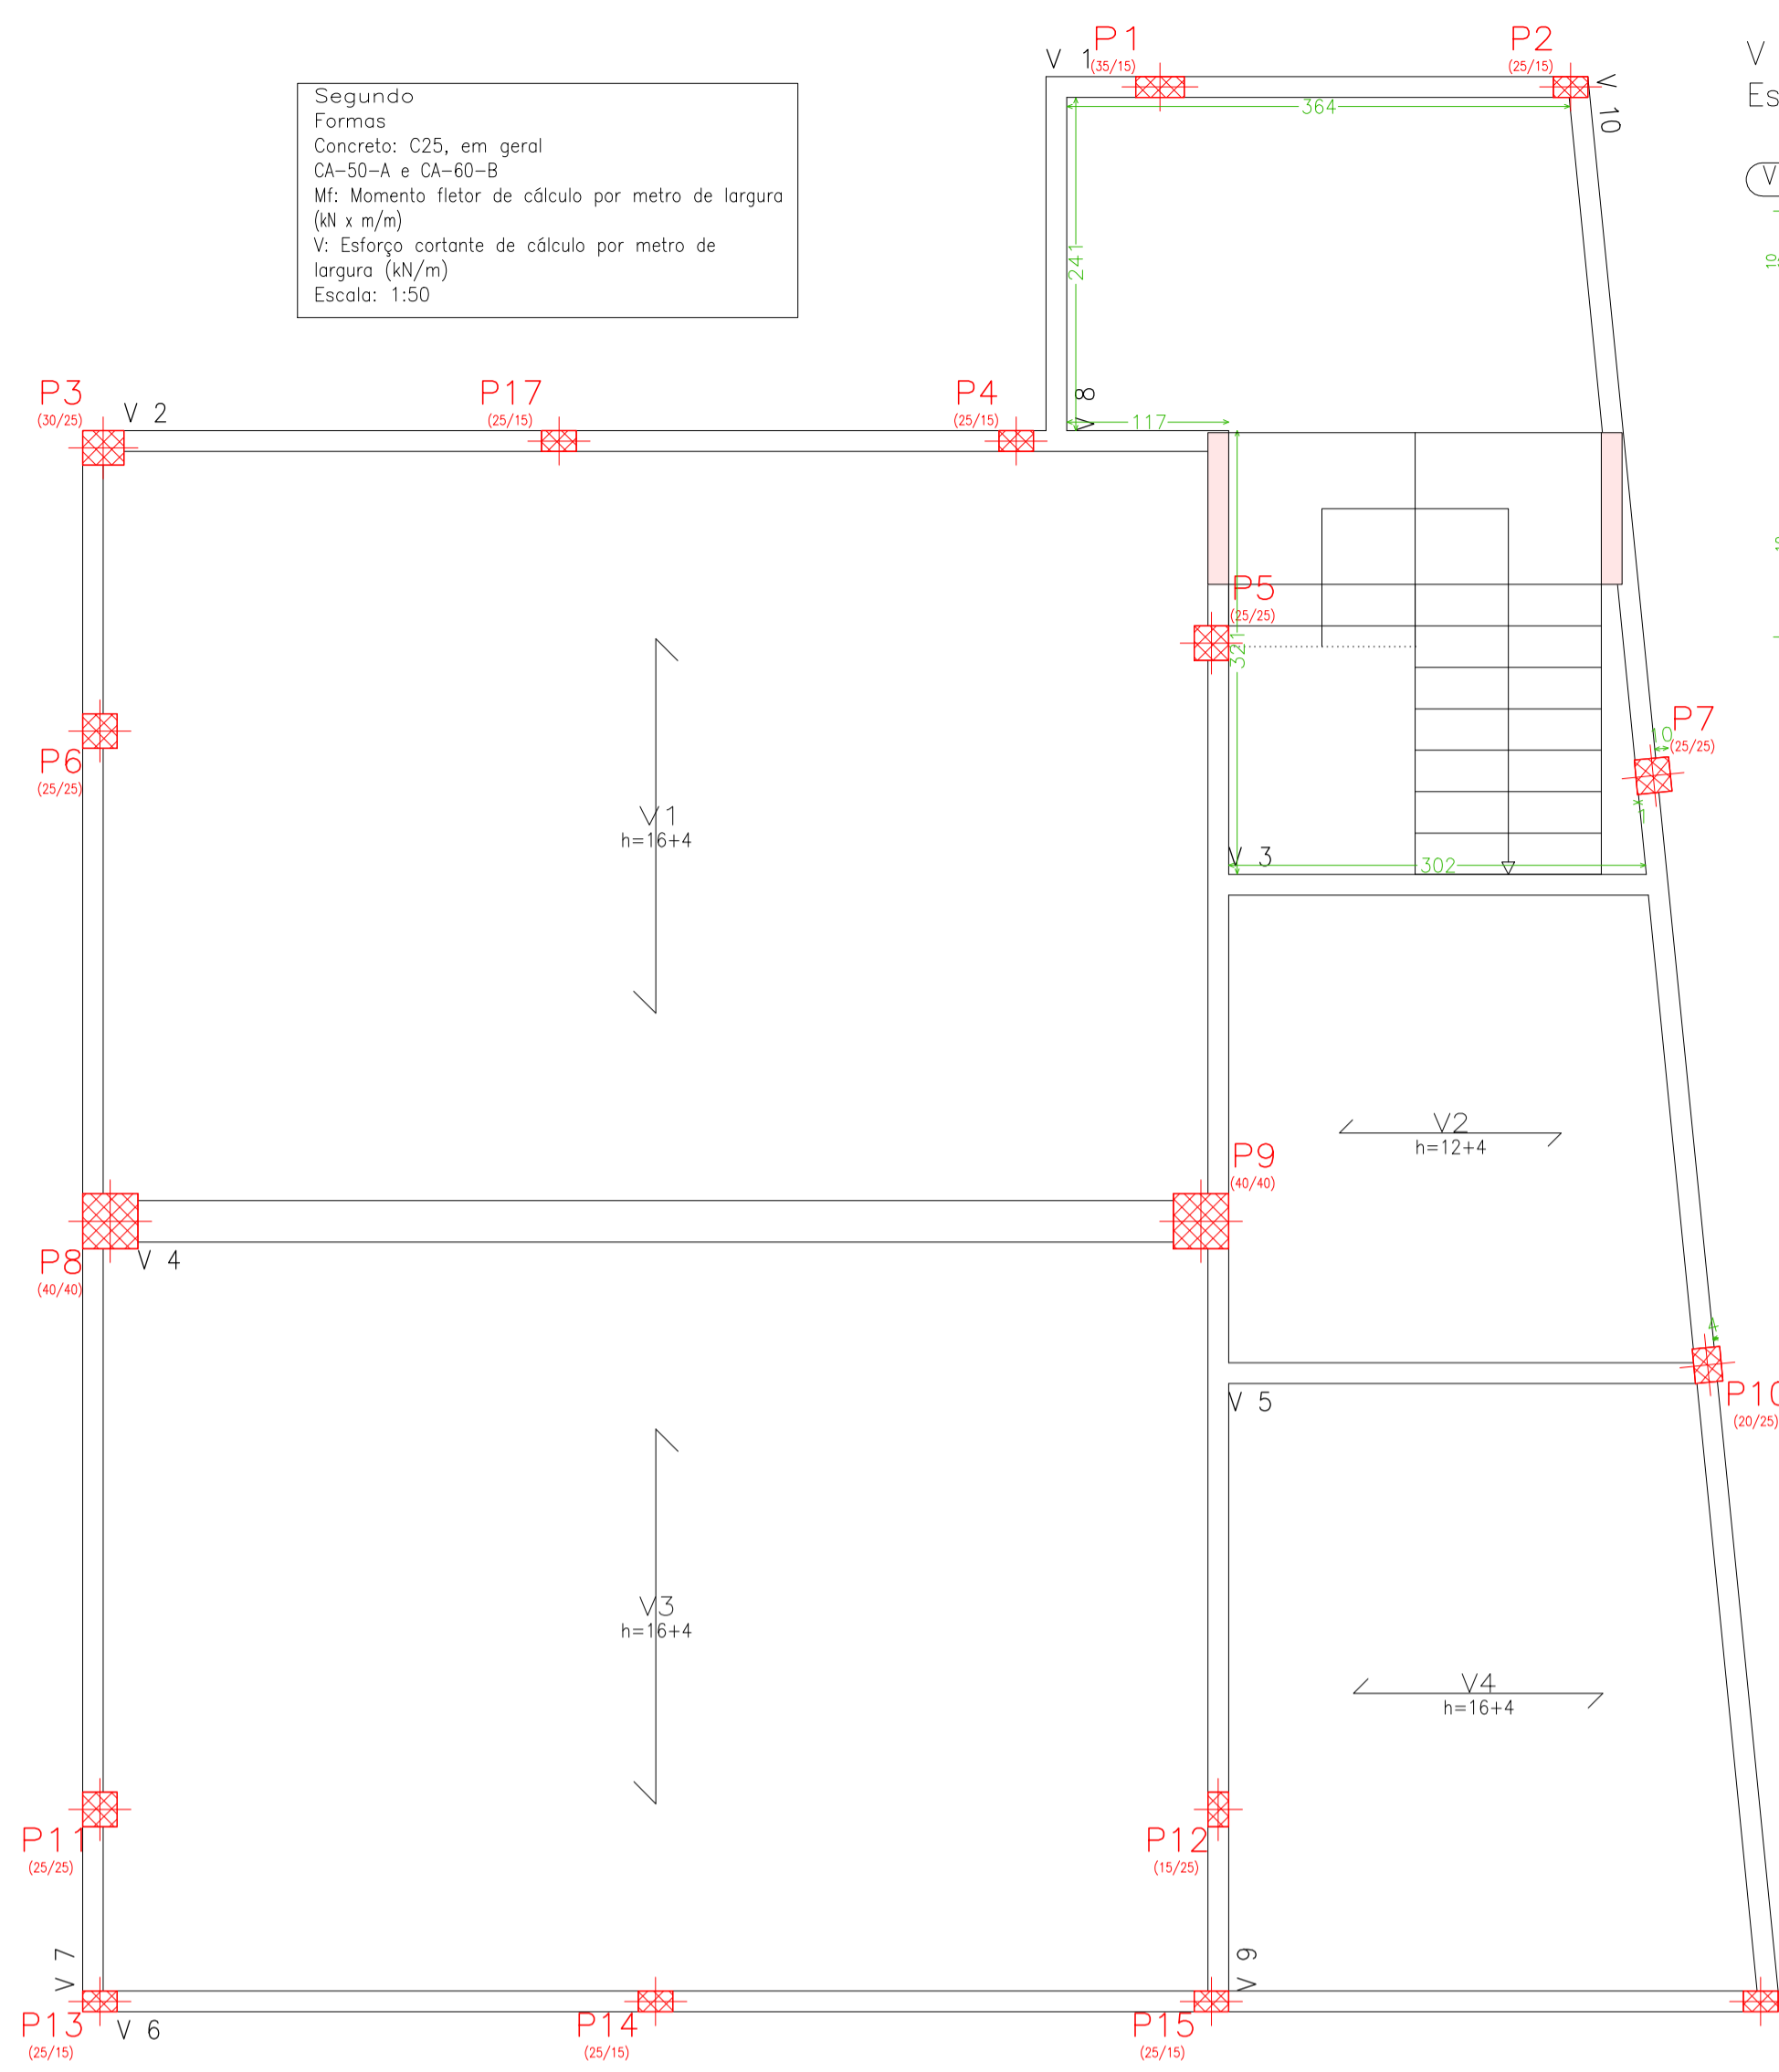 P1
(35/15)
V 1
P2
(25/15)
V 10
V
Es
V
Segundo
Formas
Concreto: C25, em geral
CA-50-A e CA-60-B
Mf: Momento fletor de cálculo por metro de largura
(kN x m/m)
V: Esforço cortante de cálculo por metro de
largura (kN/m)
Escala: 1:50
364
241
V 8
117
P3
(30/25)
V 2
P17
(25/15)
P4
(25/15)
P5
(25/25)
321
P6
(25/25)
P7
(25/25)
10
1
V1
h=16+4
V 3
302
V2
h=12+4
P9
(40/40)
P8
(40/40)
V 4
4
P10
(20/25)
V 5
V3
h=16+4
V4
h=16+4
P11
(25/25)
P12
(15/25)
V 7
V 9
P13
(25/15)
V 6
P14
(25/15)
P15
(25/15)